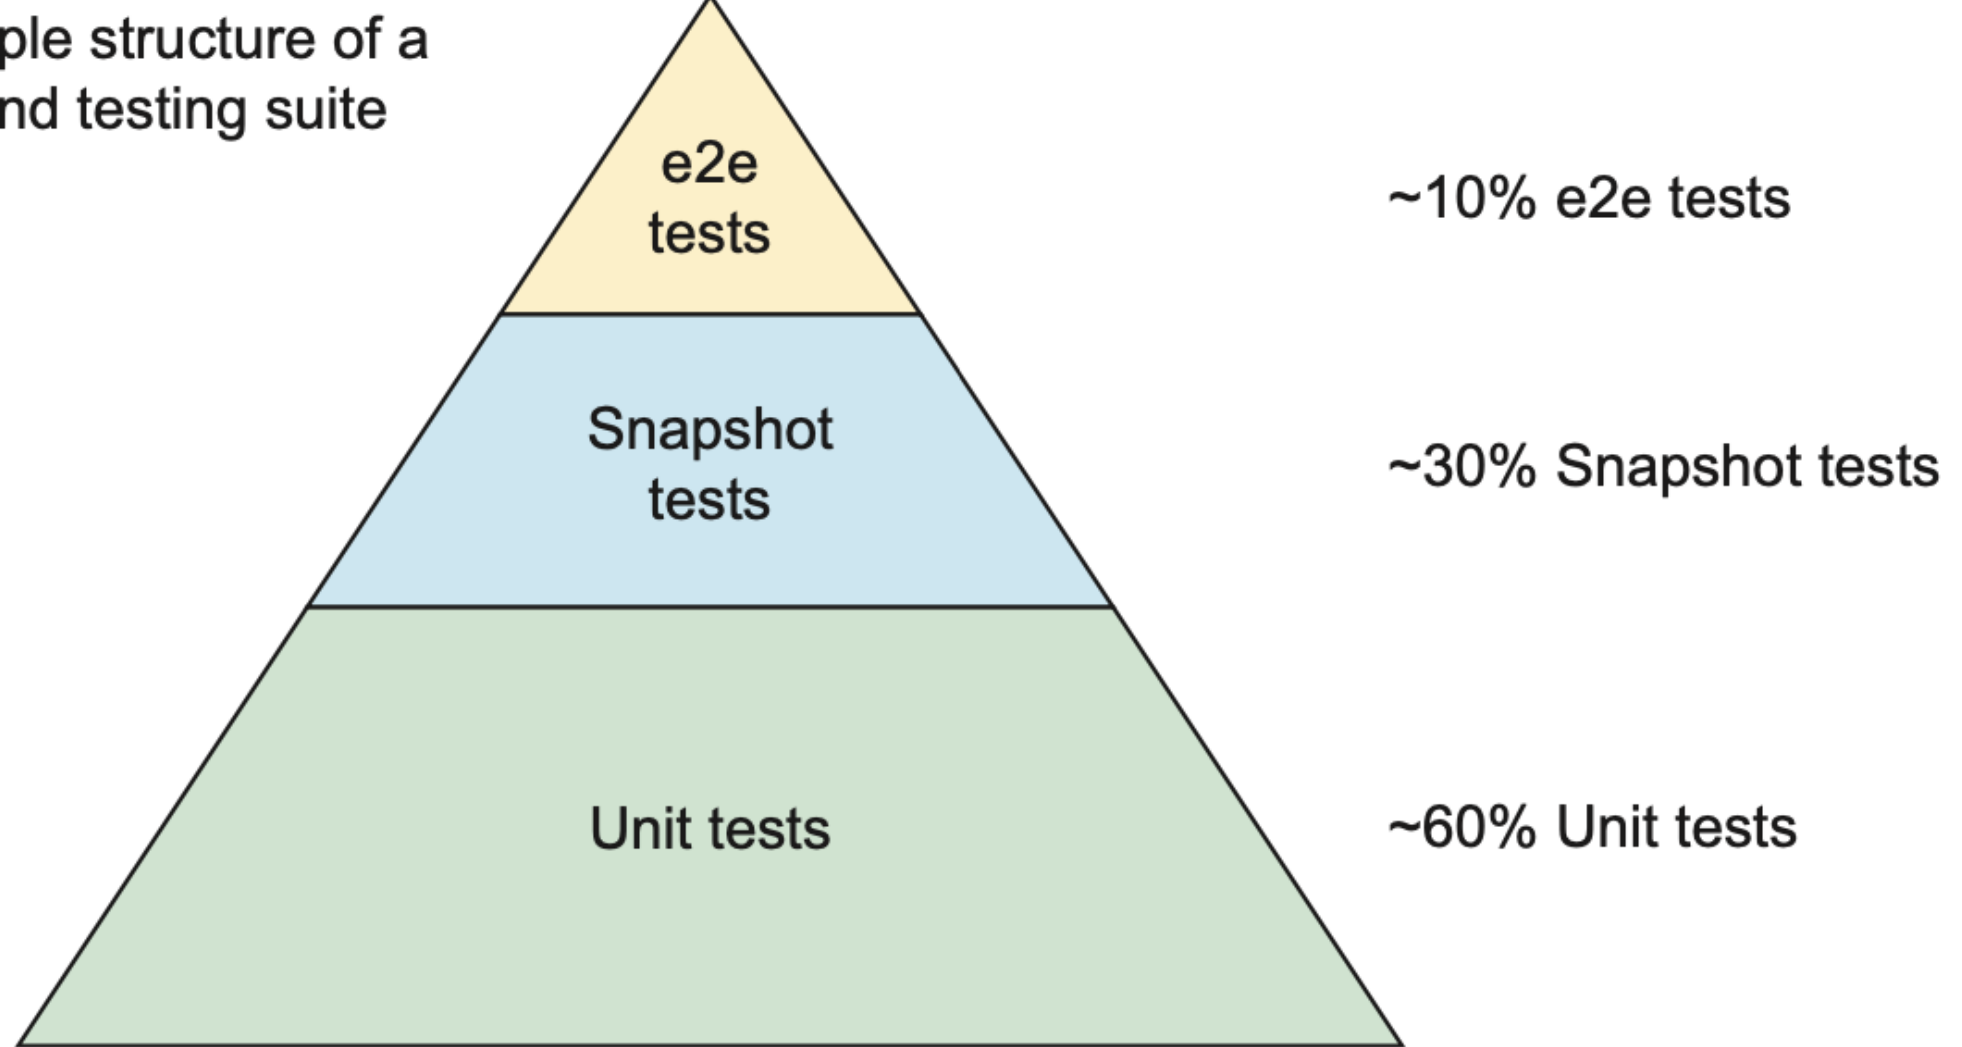 ple structure of a
nd testing suite
e2e
tests
~10% e2e tests
Snapshot
tests
~30% Snapshot tests
Unit tests
~60% Unit tests